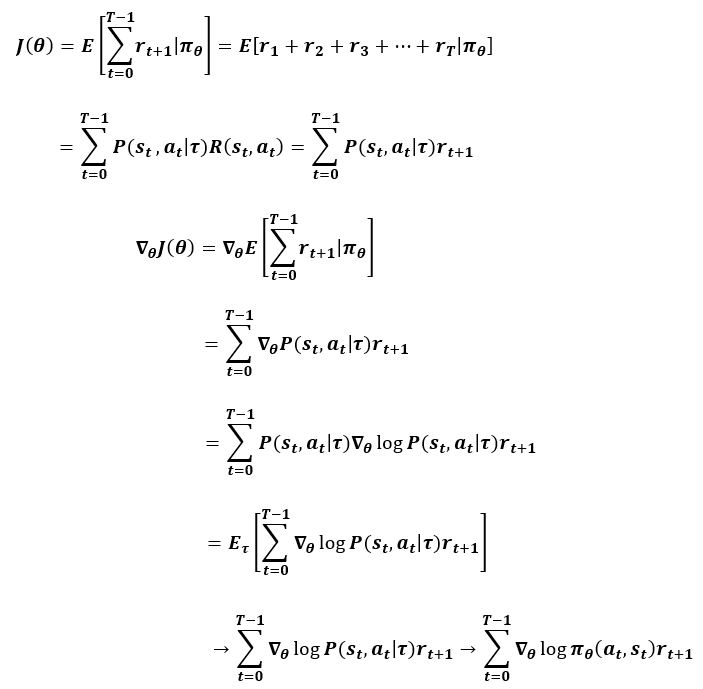 J(θ) = E[∑_{t=0}^{T−1} r_{t+1}|π_θ] = E[r_1 + r_2 + r_3 + ⋯ + r_T|π_θ]
= ∑_{t=0}^{T−1} P(s_t, a_t|τ)R(s_t, a_t) = ∑_{t=0}^{T−1} P(s_t, a_t|τ)r_{t+1}
∇_θJ(θ) = ∇_θE[∑_{t=0}^{T−1} r_{t+1}|π_θ]
= ∑_{t=0}^{T−1} ∇_θP(s_t, a_t|τ)r_{t+1}
= ∑_{t=0}^{T−1} P(s_t, a_t|τ)∇_θ log P(s_t, a_t|τ)r_{t+1}
= E_τ[∑_{t=0}^{T−1} ∇_θ log P(s_t, a_t|τ)r_{t+1}]
→ ∑_{t=0}^{T−1} ∇_θ log P(s_t, a_t|τ)r_{t+1} → ∑_{t=0}^{T−1} ∇_θ log π_θ(a_t, s_t)r_{t+1}